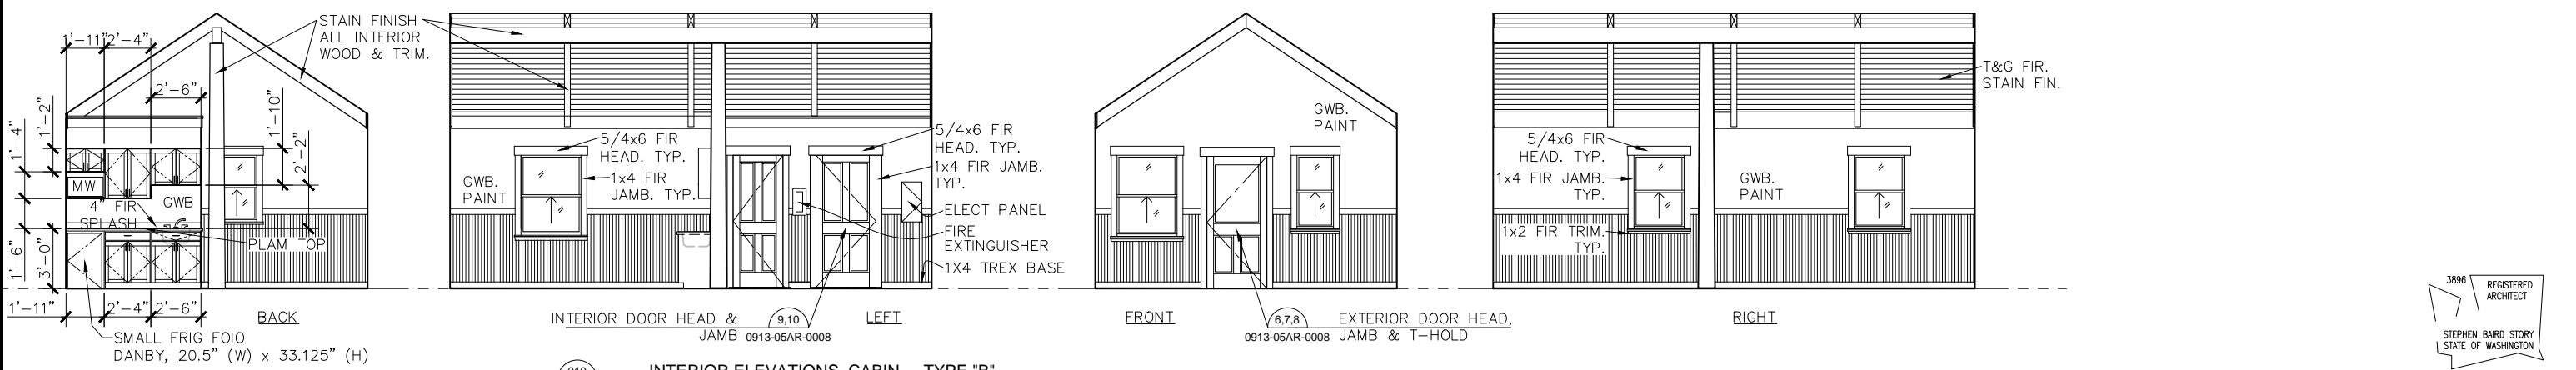 STAIN FINISH
ALL INTERIOR
WOOD & TRIM.
1'-11"
2'-4"
2'-6"
1'-2"
1'-4"
1'-10"
2'-2"
MW
4" FIR
SPLASH
GWB
PLAM TOP
1'-6"
3'-0"
1'-11"
2'-4"
2'-6"
BACK
SMALL FRIG FOIO
DANBY, 20.5" (W) x 33.125" (H)
5/4x6 FIR
HEAD. TYP.
GWB.
PAINT
1x4 FIR
JAMB. TYP.
5/4x6 FIR
HEAD. TYP.
1x4 FIR JAMB.
TYP.
ELECT PANEL
FIRE
EXTINGUISHER
1X4 TREX BASE
INTERIOR DOOR HEAD &
JAMB
9,10
0913-05AR-0008
LEFT
GWB.
PAINT
FRONT
6,7,8
0913-05AR-0008
EXTERIOR DOOR HEAD,
JAMB & T-HOLD
T&G FIR.
STAIN FIN.
5/4x6 FIR
HEAD. TYP.
1x4 FIR JAMB.
TYP.
GWB.
PAINT
1x2 FIR TRIM.
TYP.
RIGHT
INTERIOR ELEVATIONS, CABIN - TYPE "B"
3896
REGISTERED
ARCHITECT
STEPHEN BAIRD STORY
STATE OF WASHINGTON